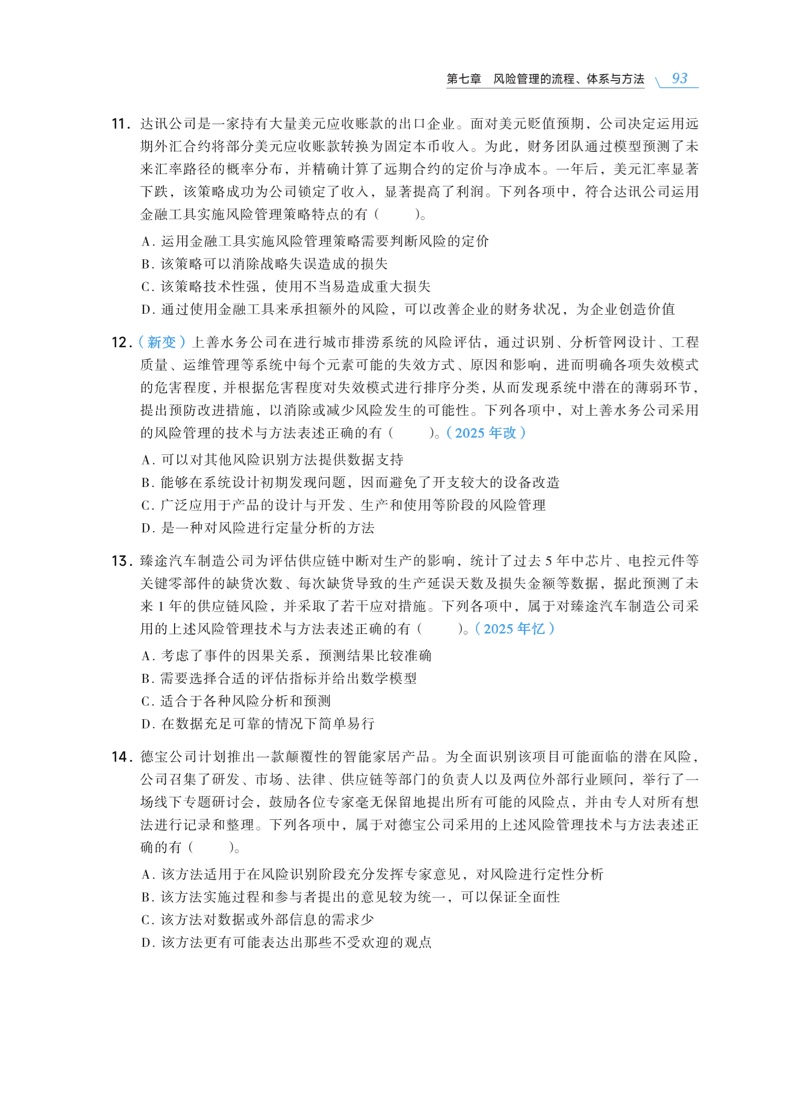 第七章 风险管理的流程、体系与方法 93
11. 达讯公司是一家持有大量美元应收账款的出口企业。面对美元贬值预期，公司决定运用远
期外汇合约将部分美元应收账款转换为固定本币收入。为此，财务团队通过模型预测了未
来汇率路径的概率分布，并精确计算了远期合约的定价与净成本。一年后，美元汇率显著
下跌，该策略成功为公司锁定了收入，显著提高了利润。下列各项中，符合达讯公司运用
金融工具实施风险管理策略特点的有（　　）。
A. 运用金融工具实施风险管理策略需要判断风险的定价
B. 该策略可以消除战略失误造成的损失
C. 该策略技术性强，使用不当易造成重大损失
D. 通过使用金融工具来承担额外的风险，可以改善企业的财务状况，为企业创造价值
12.（新变）上善水务公司在进行城市排涝系统的风险评估，通过识别、分析管网设计、工程
质量、运维管理等系统中每个元素可能的失效方式、原因和影响，进而明确各项失效模式
的危害程度，并根据危害程度对失效模式进行排序分类，从而发现系统中潜在的薄弱环节，
提出预防改进措施，以消除或减少风险发生的可能性。下列各项中，对上善水务公司采用
的风险管理的技术与方法表述正确的有（　　）。（2025 年改）
A. 可以对其他风险识别方法提供数据支持
B. 能够在系统设计初期发现问题，因而避免了开支较大的设备改造
C. 广泛应用于产品的设计与开发、生产和使用等阶段的风险管理
D. 是一种对风险进行定量分析的方法
13. 臻途汽车制造公司为评估供应链中断对生产的影响，统计了过去 5 年中芯片、电控元件等
关键零部件的缺货次数、每次缺货导致的生产延误天数及损失金额等数据，据此预测了未
来 1 年的供应链风险，并采取了若干应对措施。下列各项中，属于对臻途汽车制造公司采
用的上述风险管理技术与方法表述正确的有（　　）。（2025 年忆）
A. 考虑了事件的因果关系，预测结果比较准确
B. 需要选择合适的评估指标并给出数学模型
C. 适合于各种风险分析和预测
D. 在数据充足可靠的情况下简单易行
14. 德宝公司计划推出一款颠覆性的智能家居产品。为全面识别该项目可能面临的潜在风险，
公司召集了研发、市场、法律、供应链等部门的负责人以及两位外部行业顾问，举行了一
场线下专题研讨会，鼓励各位专家毫无保留地提出所有可能的风险点，并由专人对所有想
法进行记录和整理。下列各项中，属于对德宝公司采用的上述风险管理技术与方法表述正
确的有（　　）。
A. 该方法适用于在风险识别阶段充分发挥专家意见，对风险进行定性分析
B. 该方法实施过程和参与者提出的意见较为统一，可以保证全面性
C. 该方法对数据或外部信息的需求少
D. 该方法更有可能表达出那些不受欢迎的观点